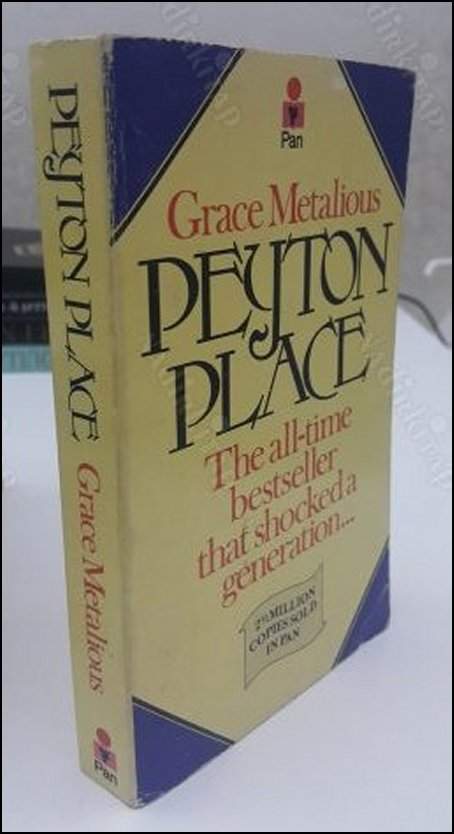 Pan
Grace Metalious
PEYTON
PLACE
The all-time
bestseller
that shocked a
generation...
2½ MILLION
COPIES SOLD
IN PAN
PEYTON PLACE Grace Metalious
Pan